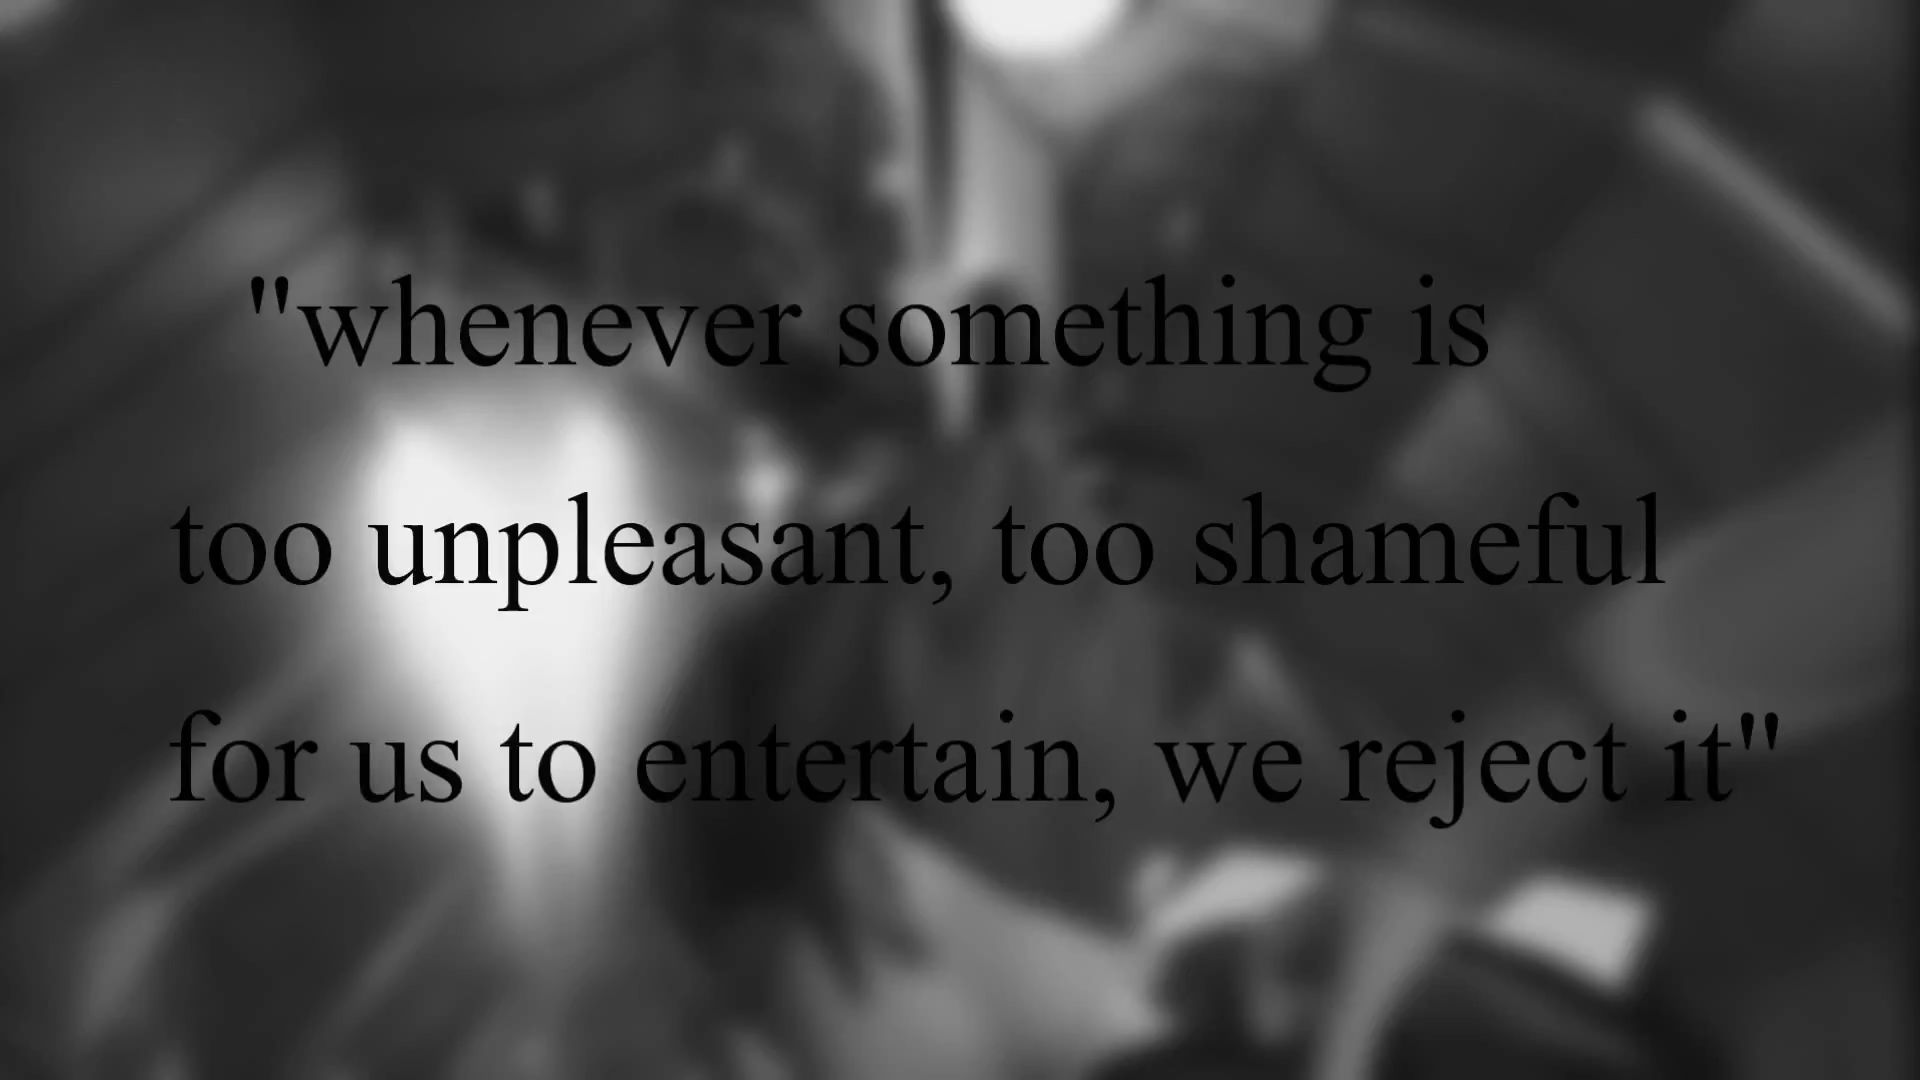 "whenever something is
too unpleasant, too shameful
for us to entertain, we reject it"